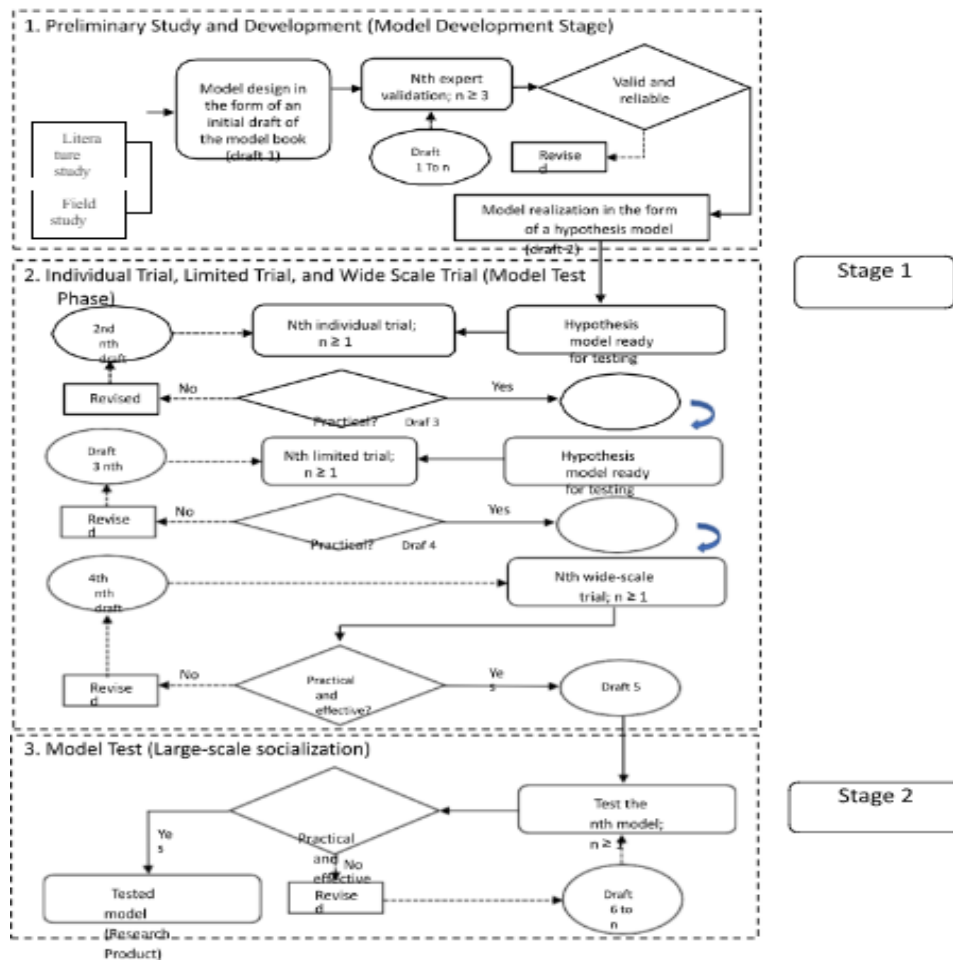 1. Preliminary Study and Development (Model Development Stage)
Model design in
the form of an
initial draft of
the model book
(draft 1)
Nth expert
validation; n ≥ 3
Valid and
reliable
Litera
ture
study
Field
study
Draft
1 To n
Revise
d
Model realization in the form
of a hypothesis model
(draft 2)
Stage 1
2. Individual Trial, Limited Trial, and Wide Scale Trial (Model Test
Phase)
2nd
nth
draft
Nth individual trial;
n ≥ 1
Hypothesis
model ready
for testing
Revised
No
Practical?
Draf 3
Yes
Draft
3 nth
Nth limited trial;
n ≥ 1
Hypothesis
model ready
for testing
Revise
d
No
Practical?
Draf 4
Yes
4th
nth
draft
Nth wide-scale
trial; n ≥ 1
Revise
d
No
Practical
and
effective?
Ye
s
Draft 5
3. Model Test (Large-scale socialization)
Stage 2
Test the
nth model;
n ≥ 1
Ye
s
Practical
and
effective
No
Revise
d
Draft
6 to
n
Tested
model
(Research
Product)